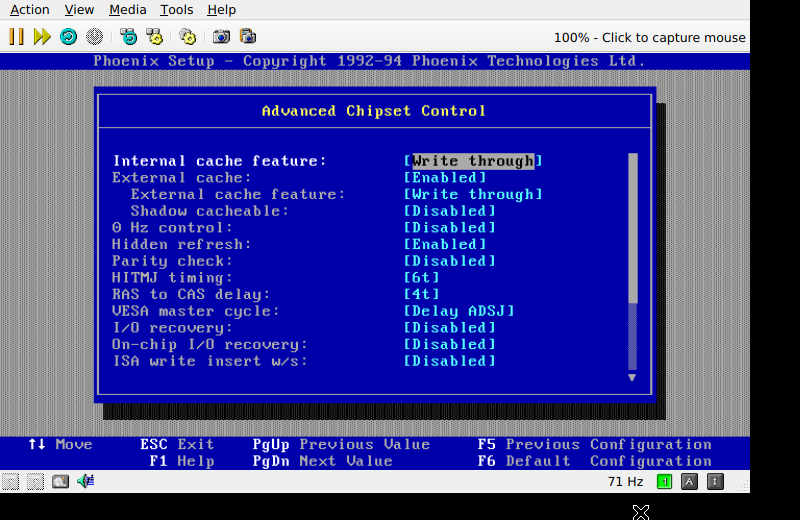 Action View Media Tools Help
100% - Click to capture mouse
Phoenix Setup - Copyright 1992-94 Phoenix Technologies Ltd.
Advanced Chipset Control
Internal cache feature: [Write through]
External cache: [Enabled]
External cache feature: [Write through]
Shadow cacheable: [Disabled]
0 Hz control: [Disabled]
Hidden refresh: [Enabled]
Parity check: [Disabled]
HITMJ timing: [6t]
RAS to CAS delay: [4t]
VESA master cycle: [Delay ADSJ]
I/O recovery: [Disabled]
On-chip I/O recovery: [Disabled]
ISA write insert w/s: [Disabled]
↑↓ Move ESC Exit PgUp Previous Value F5 Previous Configuration
F1 Help PgDn Next Value F6 Default Configuration
71 Hz 1 A ↕